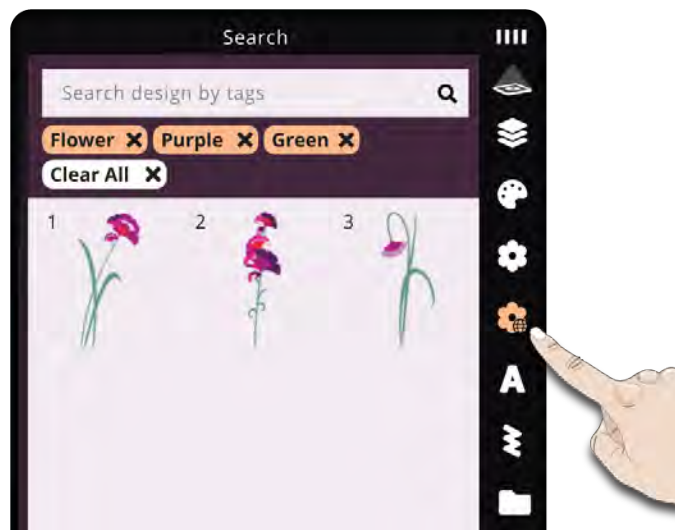 Search
Search design by tags
Flower Purple Green
Clear All
1 2 3
A